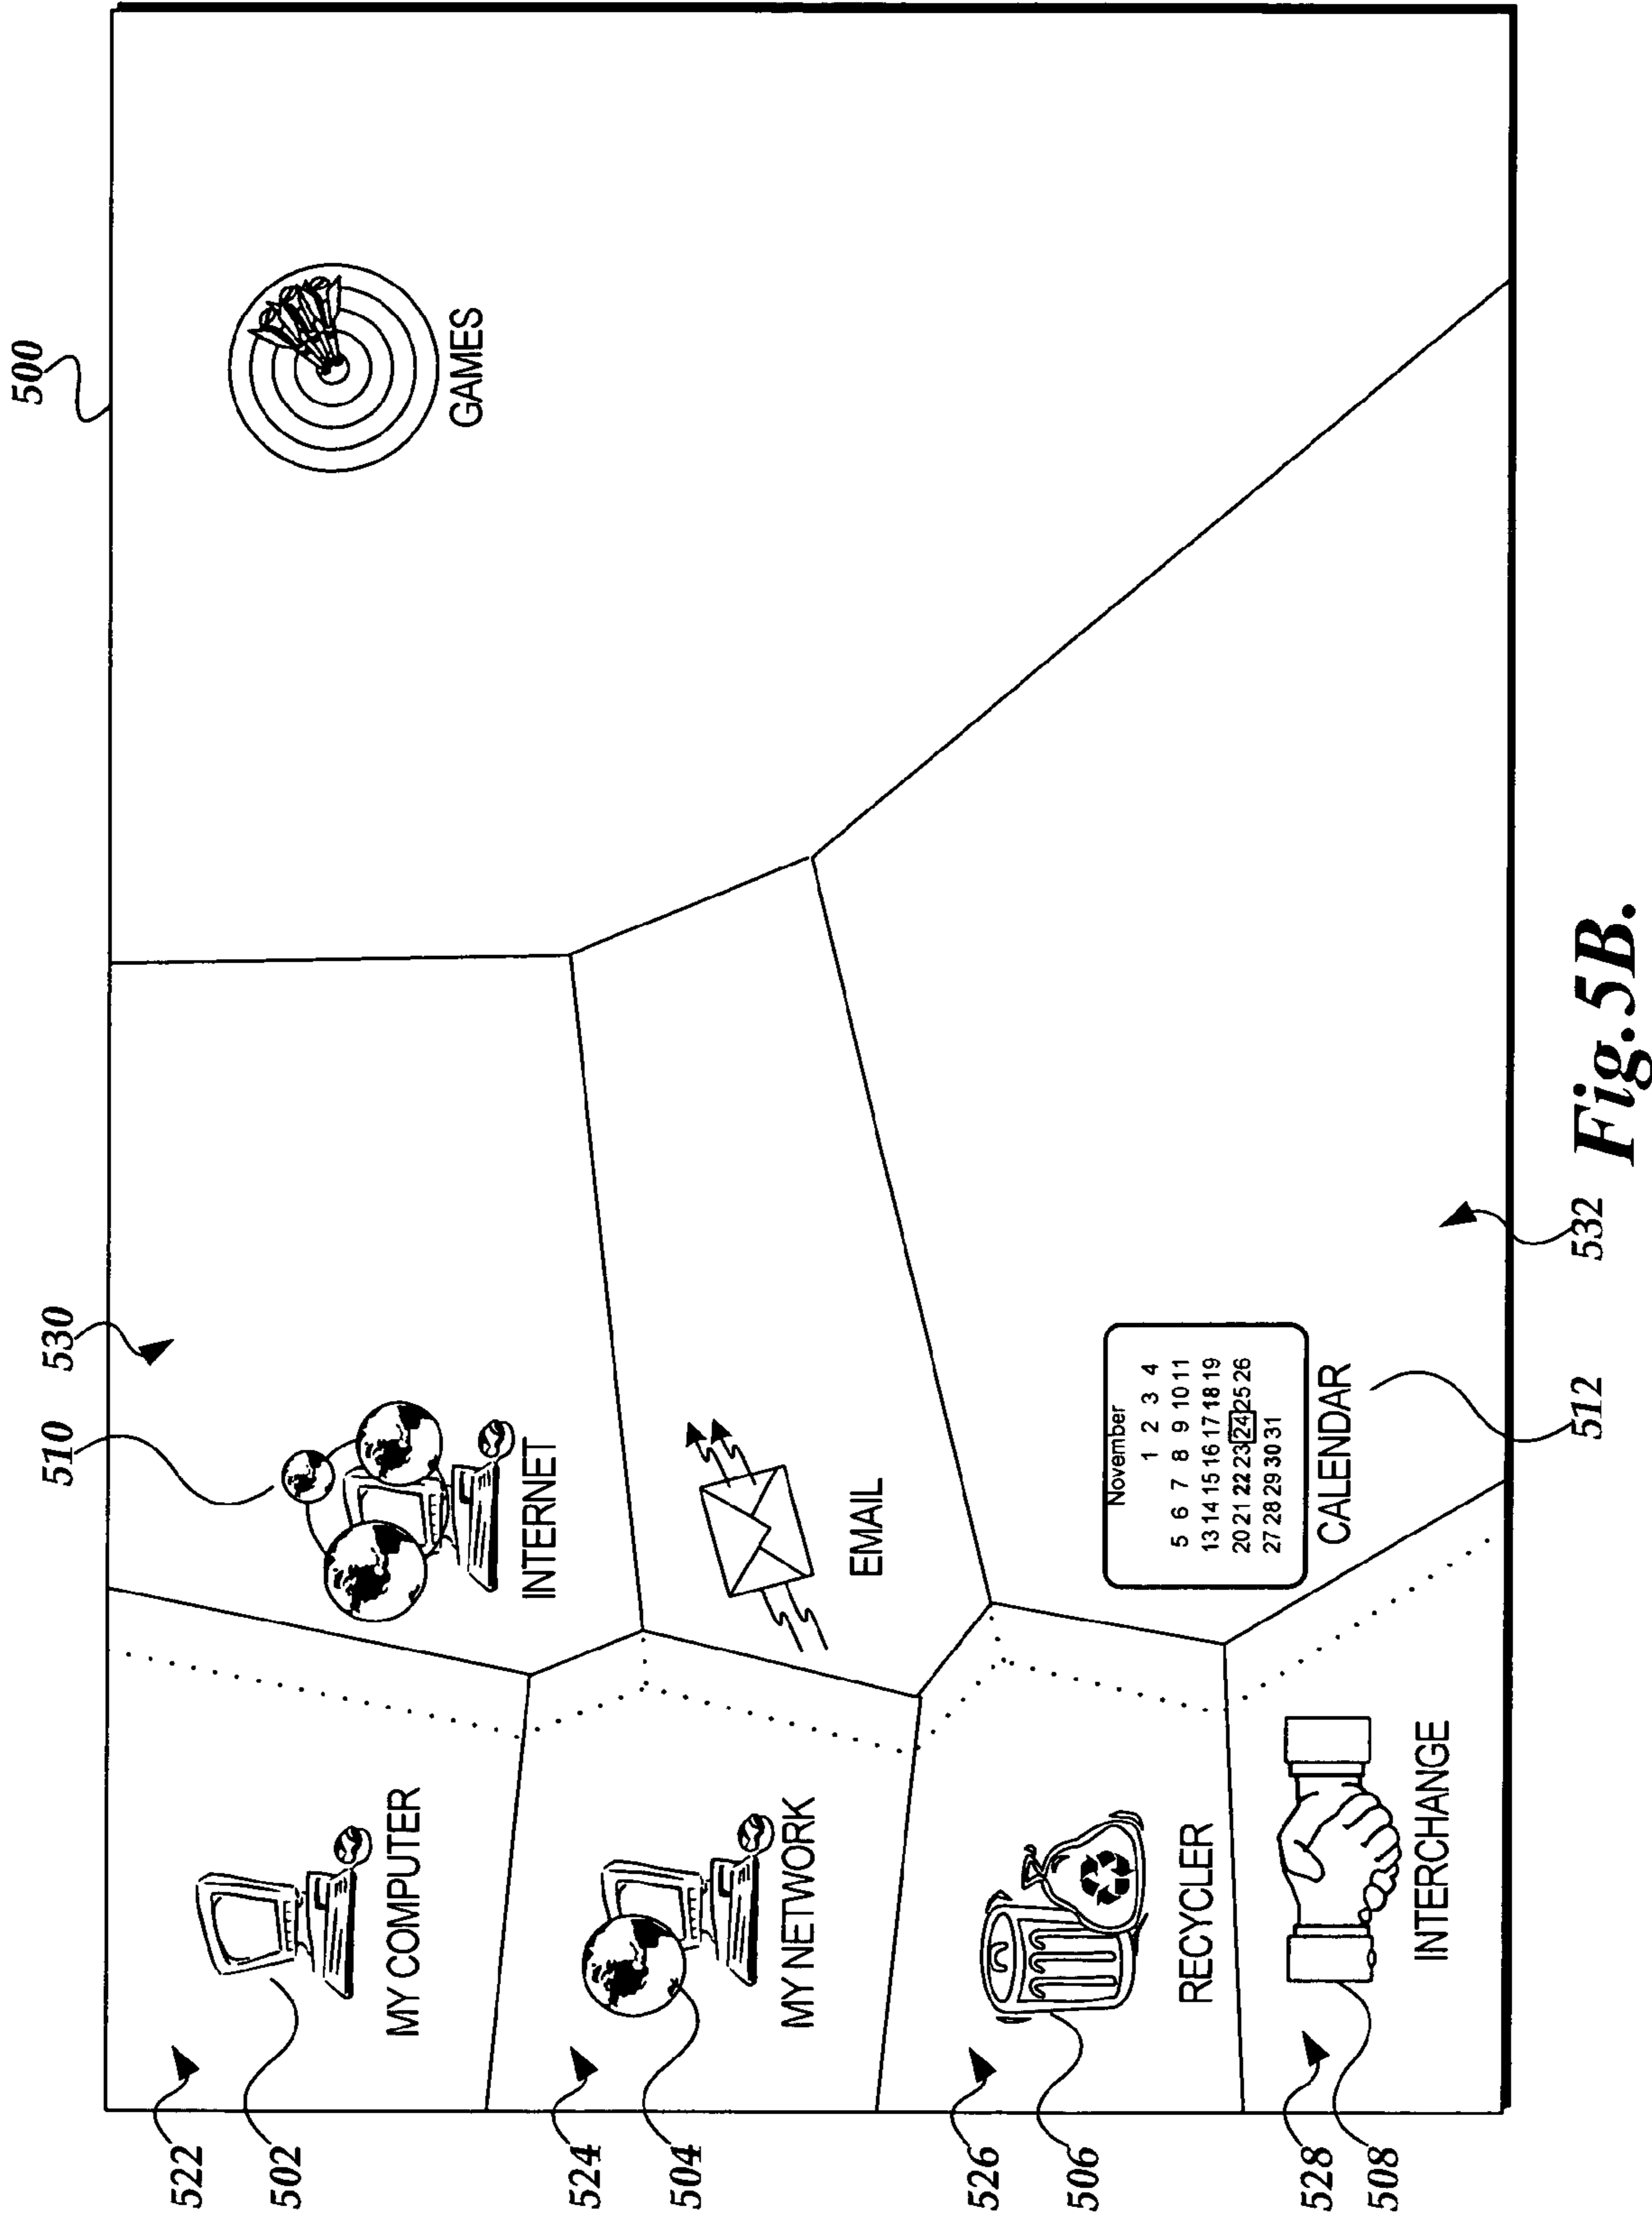 500
510
530
522
502
MY COMPUTER
GAMES
INTERNET
524
504
MY NETWORK
EMAIL
526
506
RECYCLER
November
1 2 3 4
5 6 7 8 9 10 11
13 14 15 16 17 18 19
20 21 22 23 24 25 26
27 28 29 30 31
CALENDAR
528
508
INTERCHANGE
512
532
Fig.5B.